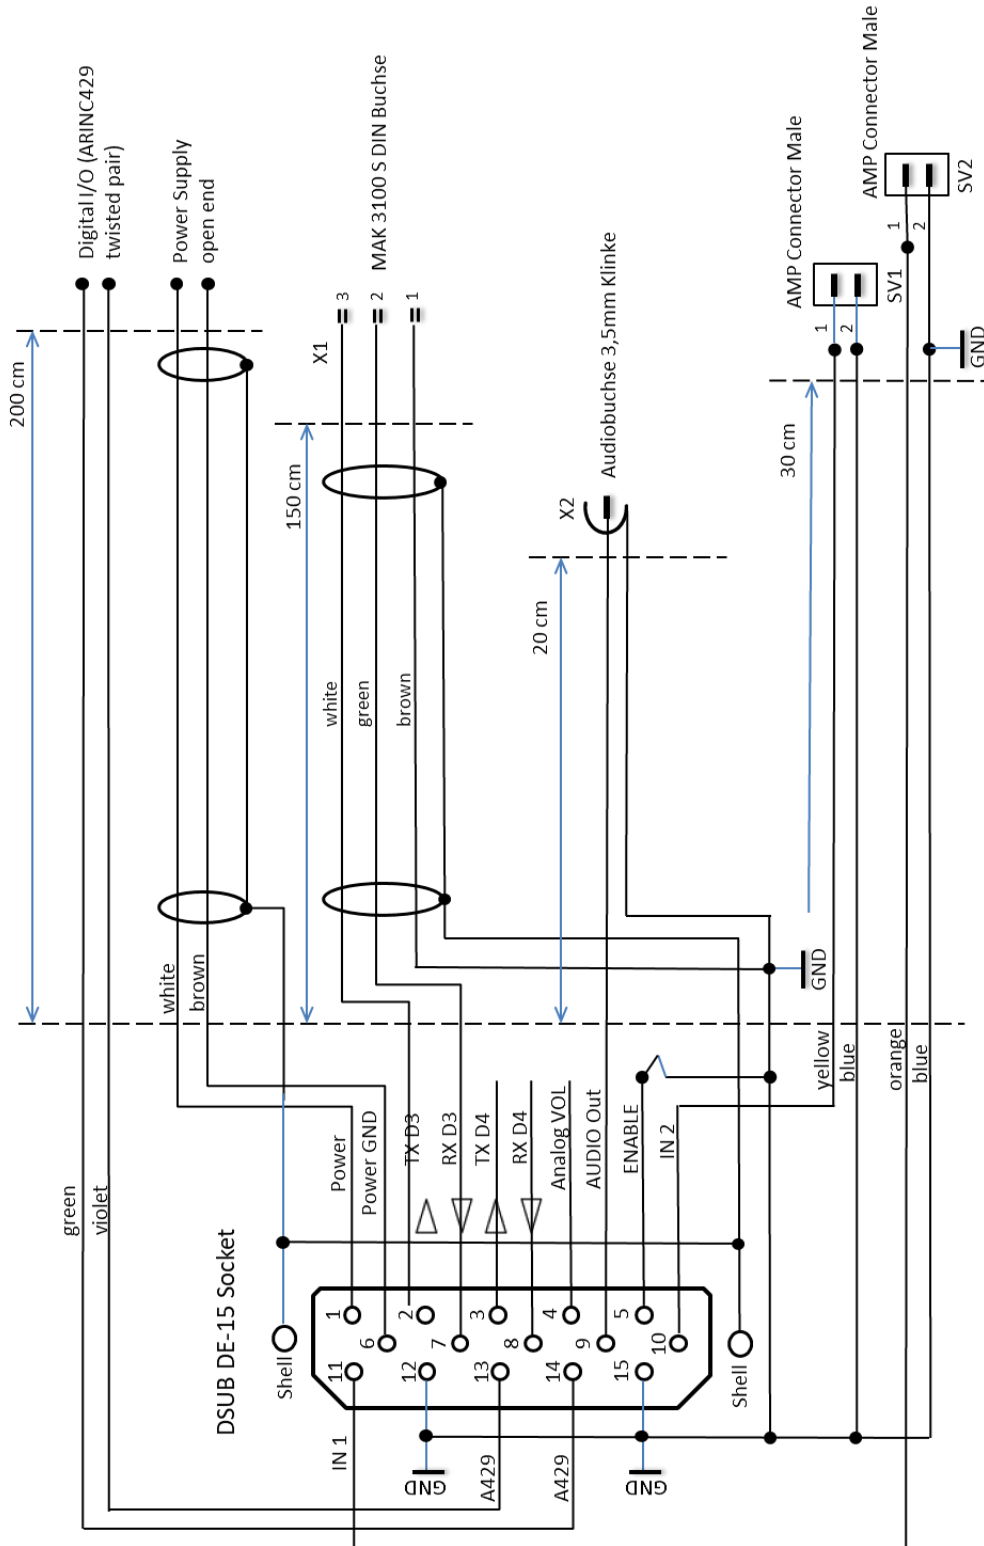 200 cm
Digital I/O (ARINC429
twisted pair)
Power Supply
open end
150 cm
X1
3
2
1
MAK 3100 S DIN Buchse
20 cm
X2
Audiobuchse 3,5mm Klinke
30 cm
AMP Connector Male
1
2
SV1
AMP Connector Male
1
2
SV2
GND
white
green
brown
white
brown
GND
yellow
blue
orange
blue
green
violet
Power
Power GND
TX D3
RX D3
TX D4
RX D4
Analog VOL
AUDIO Out
ENABLE
IN 2
DSUB DE-15 Socket
Shell
1
2
3
4
5
6
7
8
9
10
11
12
13
14
15
Shell
IN 1
GND
A429
A429
GND